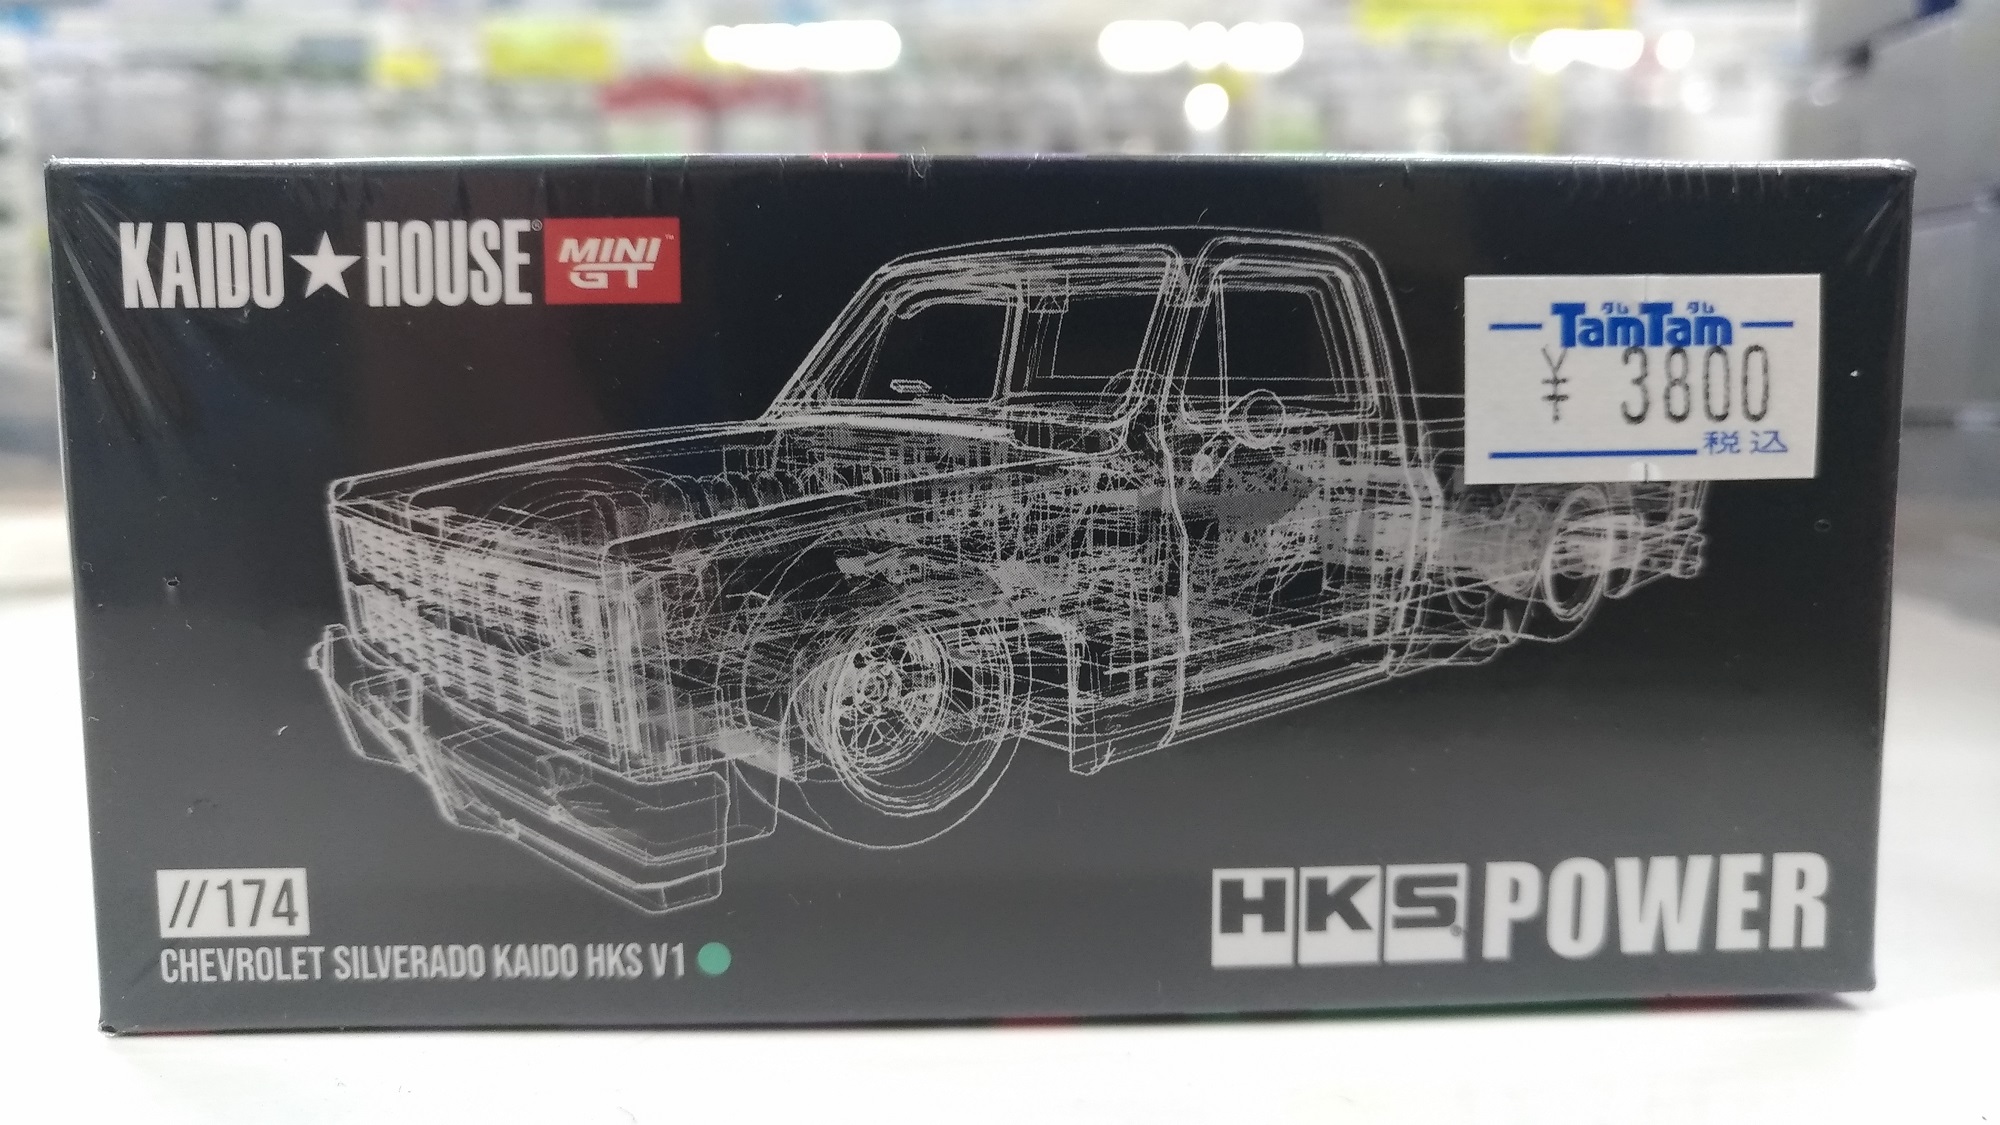 KAIDO★HOUSE®
MINI GT™
タム タム
TamTam
¥ 3800
税込
//174
CHEVROLET SILVERADO KAIDO HKS V1
HKS® POWER